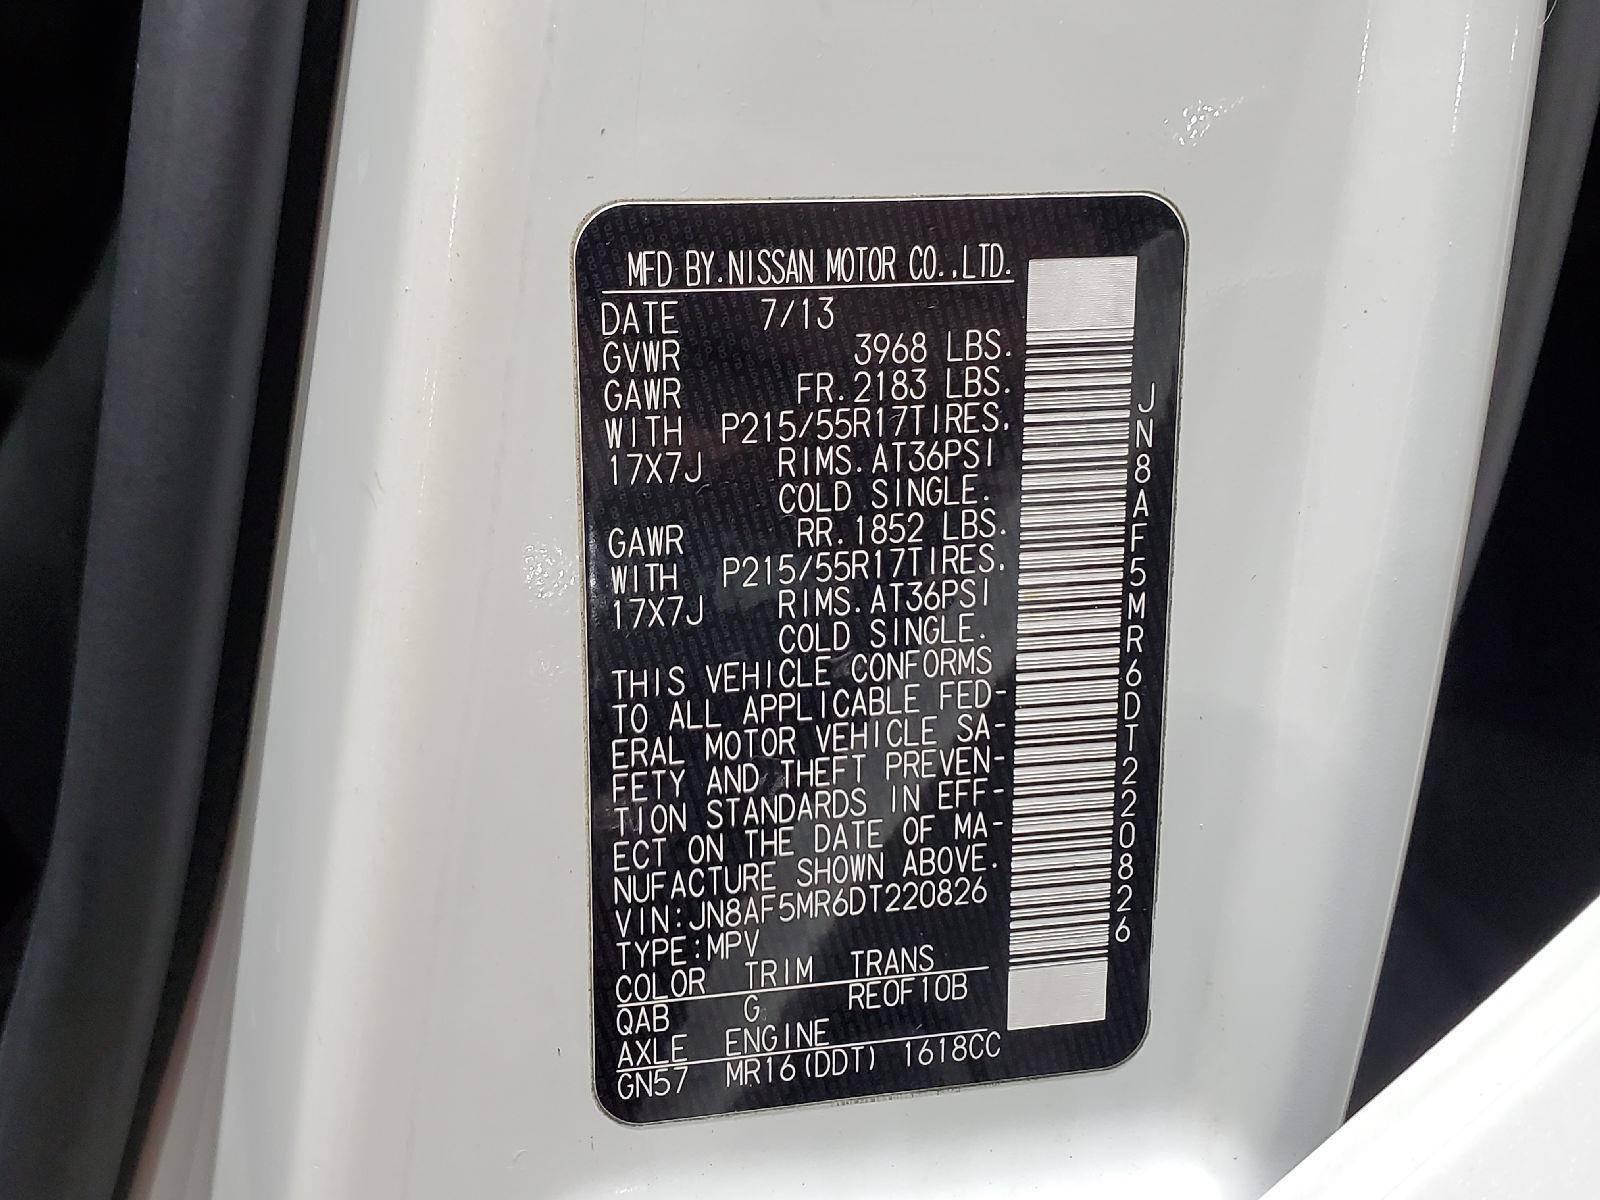 MFD BY.NISSAN MOTOR CO.,LTD.
DATE 7/13
GVWR 3968 LBS.
GAWR FR.2183 LBS.
WITH P215/55R17TIRES.
17X7J RIMS.AT36PSI
COLD SINGLE.
GAWR RR.1852 LBS.
WITH P215/55R17TIRES.
17X7J RIMS.AT36PSI
COLD SINGLE.
THIS VEHICLE CONFORMS
TO ALL APPLICABLE FED-
ERAL MOTOR VEHICLE SA-
FETY AND THEFT PREVEN-
TION STANDARDS IN EFF-
ECT ON THE DATE OF MA-
NUFACTURE SHOWN ABOVE.
VIN:JN8AF5MR6DT220826
TYPE:MPV
COLOR TRIM TRANS
QAB G RE0F10B
AXLE ENGINE
GN57 MR16(DDT) 1618CC
JN8AF5MR6DT220826